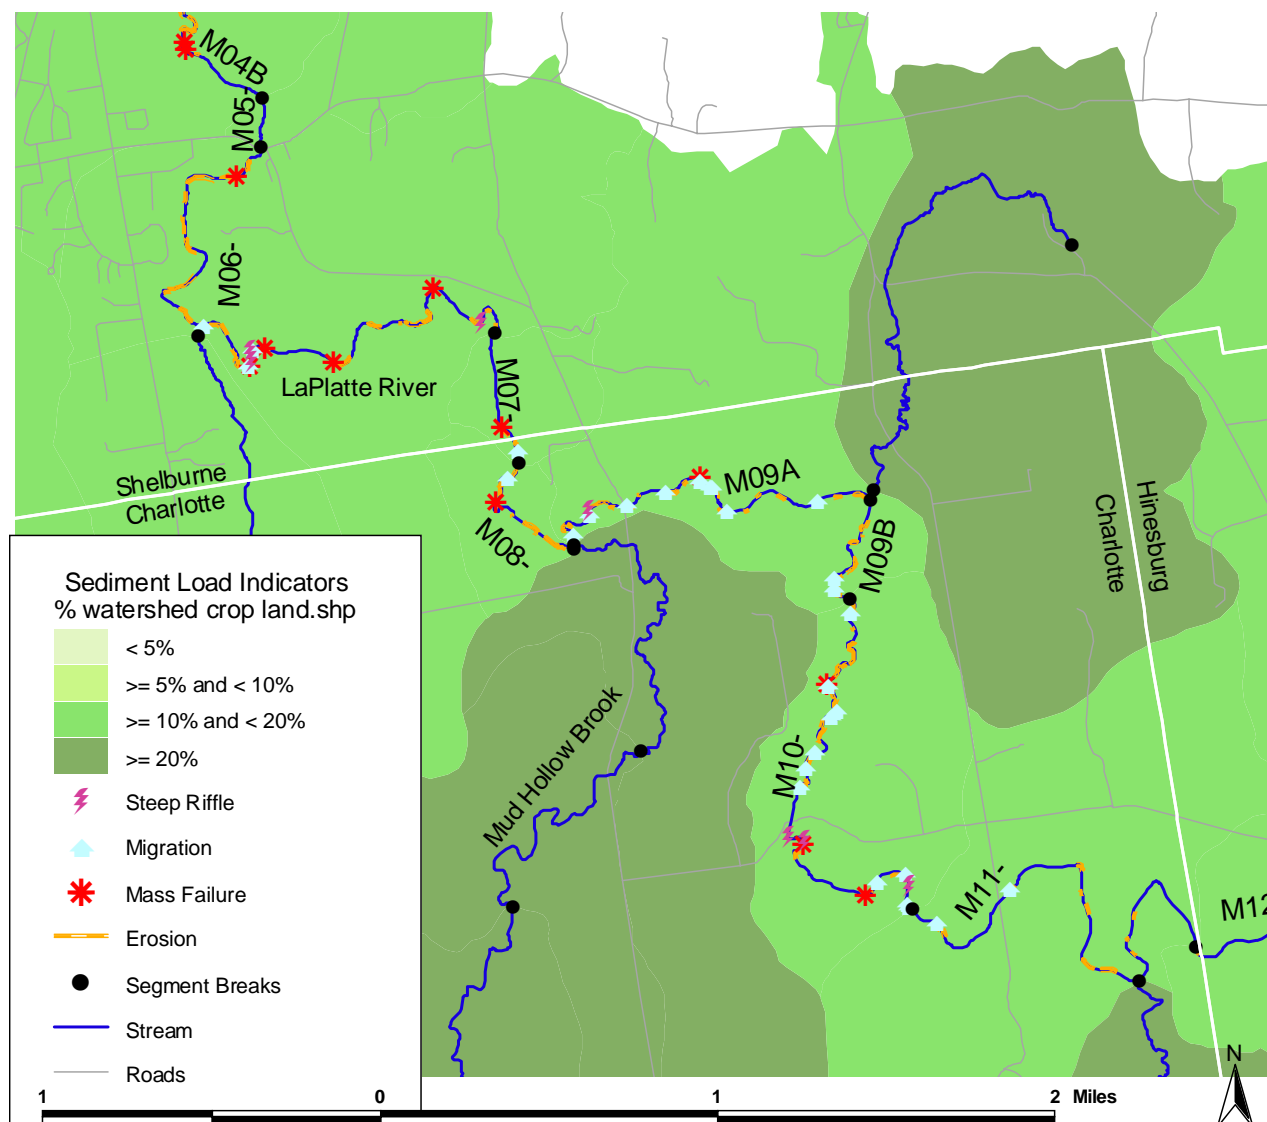 M04B
M05-
M06-
LaPlatte River
M07-
Shelburne
Charlotte
M09A
M08-
M09B
Charlotte
Hinesburg
Mud Hollow Brook
M10-
M11-
M12
Sediment Load Indicators
% watershed crop land.shp
< 5%
>= 5% and < 10%
>= 10% and < 20%
>= 20%
Steep Riffle
Migration
Mass Failure
Erosion
Segment Breaks
Stream
Roads
N
1 0 1 2 Miles